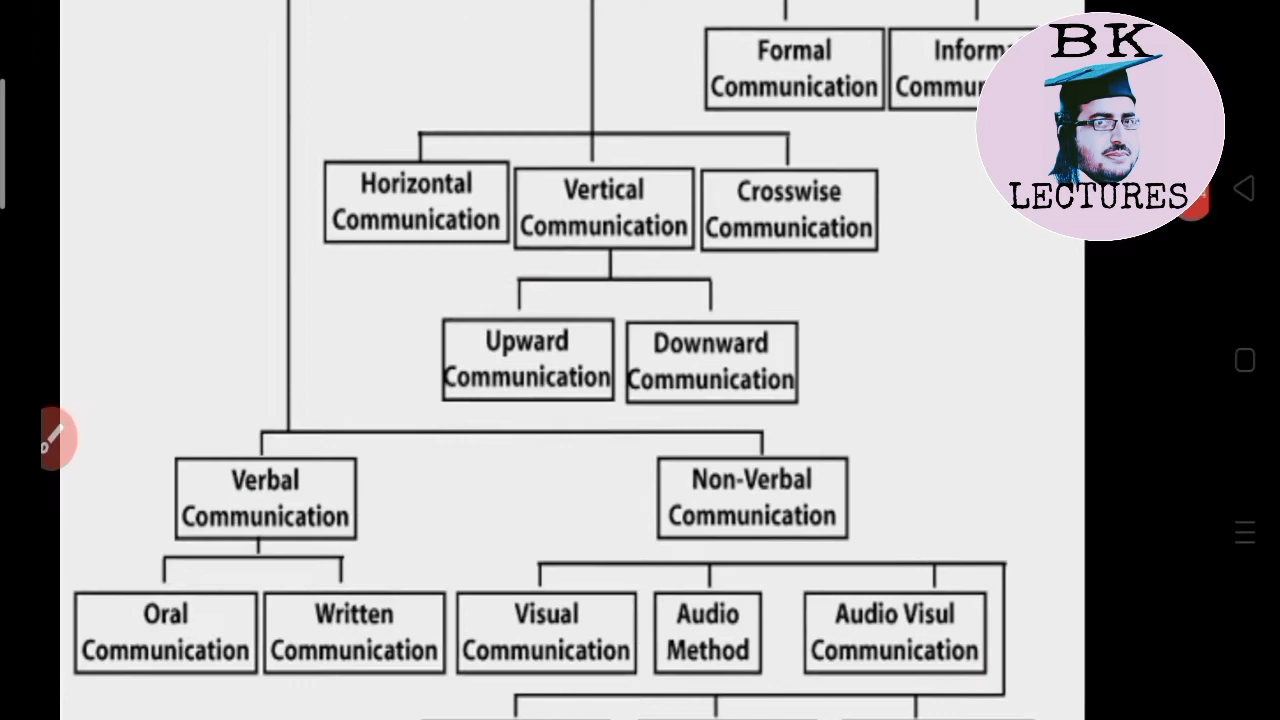 BK
LECTURES
Formal
Communication
Horizontal
Communication
Vertical
Communication
Crosswise
Communication
Upward
Communication
Downward
Communication
Verbal
Communication
Non-Verbal
Communication
Oral
Communication
Written
Communication
Visual
Communication
Audio
Method
Audio Visul
Communication